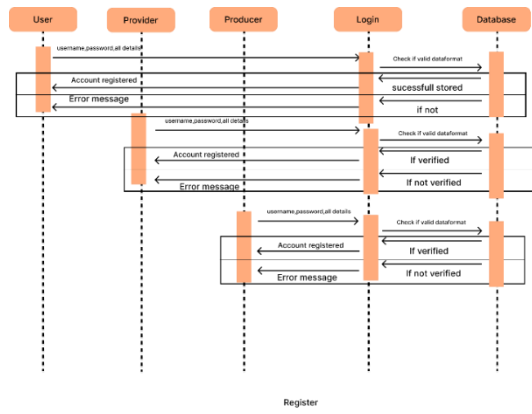 User
Provider
Producer
Login
Database
username,password,all details
Check if valid dataformat
Account registered
sucessfull stored
Error message
if not
username,password,all details
Check if valid dataformat
Account registered
If verified
Error message
If not verified
username,password,all details
Check if valid dataformat
Account registered
If verified
Error message
If not verified
Register